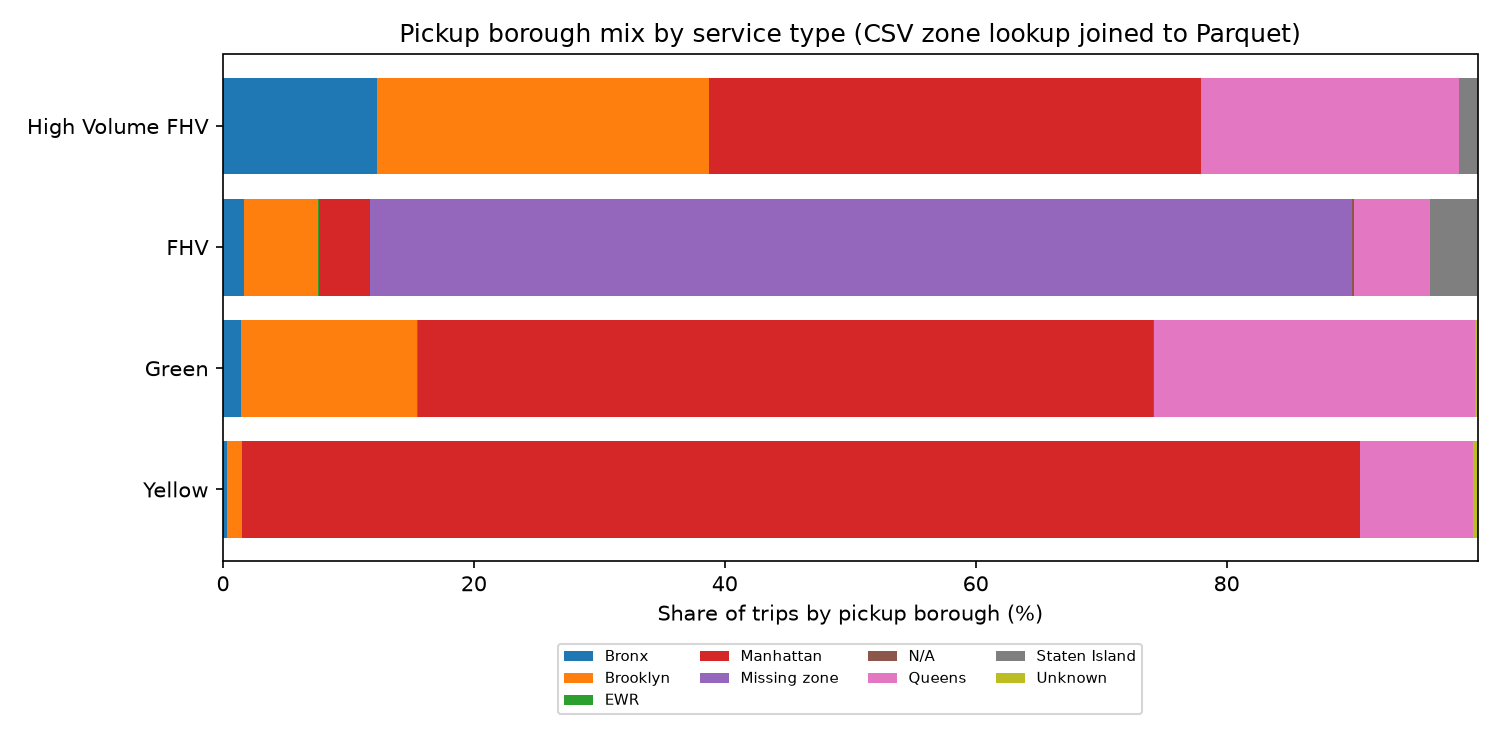 Pickup borough mix by service type (CSV zone lookup joined to Parquet)
High Volume FHV
FHV
Green
Yellow
0 20 40 60 80
Share of trips by pickup borough (%)
Bronx Manhattan N/A Staten Island
Brooklyn Missing zone Queens Unknown
EWR